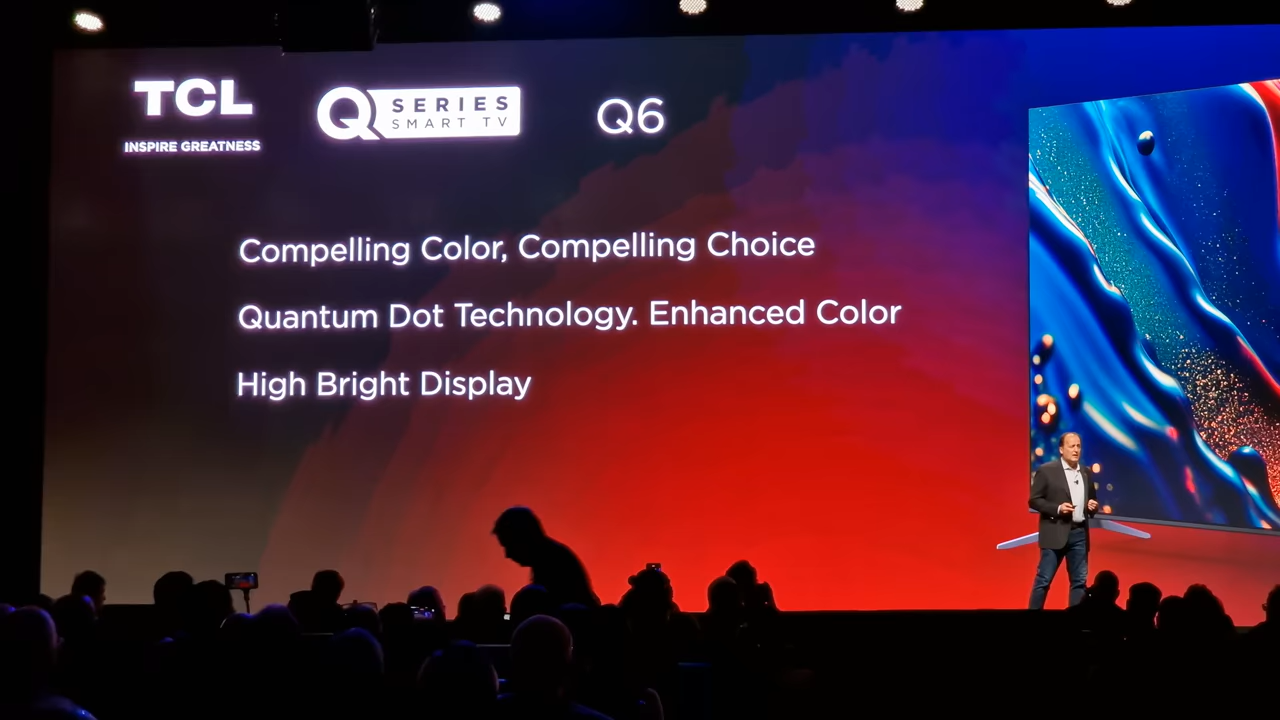 TCL
INSPIRE GREATNESS
Q SERIES
SMART TV
Q6
Compelling Color, Compelling Choice
Quantum Dot Technology. Enhanced Color
High Bright Display